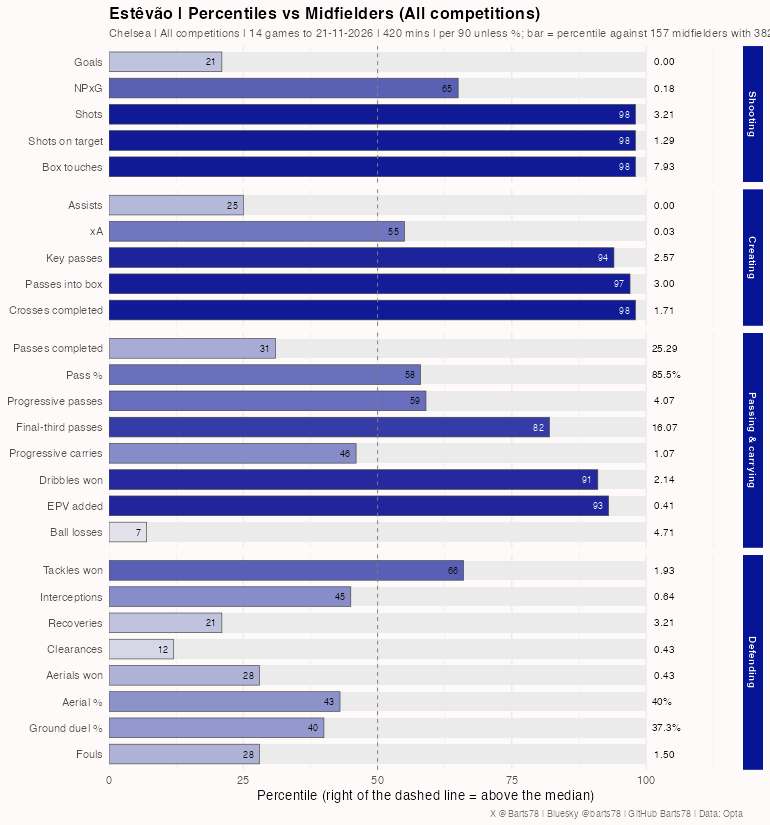 Estêvão | Percentiles vs Midfielders (All competitions)
Chelsea | All competitions | 14 games to 21-11-2026 | 420 mins | per 90 unless %; bar = percentile against 157 midfielders with 382
Shooting
Goals 21 0.00
NPxG 65 0.18
Shots 98 3.21
Shots on target 98 1.29
Box touches 98 7.93
Creating
Assists 25 0.00
xA 55 0.03
Key passes 94 2.57
Passes into box 97 3.00
Crosses completed 98 1.71
Passing & carrying
Passes completed 31 25.29
Pass % 58 85.5%
Progressive passes 59 4.07
Final-third passes 82 16.07
Progressive carries 46 1.07
Dribbles won 91 2.14
EPV added 93 0.41
Ball losses 7 4.71
Defending
Tackles won 66 1.93
Interceptions 45 0.64
Recoveries 21 3.21
Clearances 12 0.43
Aerials won 28 0.43
Aerial % 43 40%
Ground duel % 40 37.3%
Fouls 28 1.50
0 25 50 75 100
Percentile (right of the dashed line = above the median)
X @Barts78 | Bluesky @barts78 | GitHub Barts78 | Data: Opta